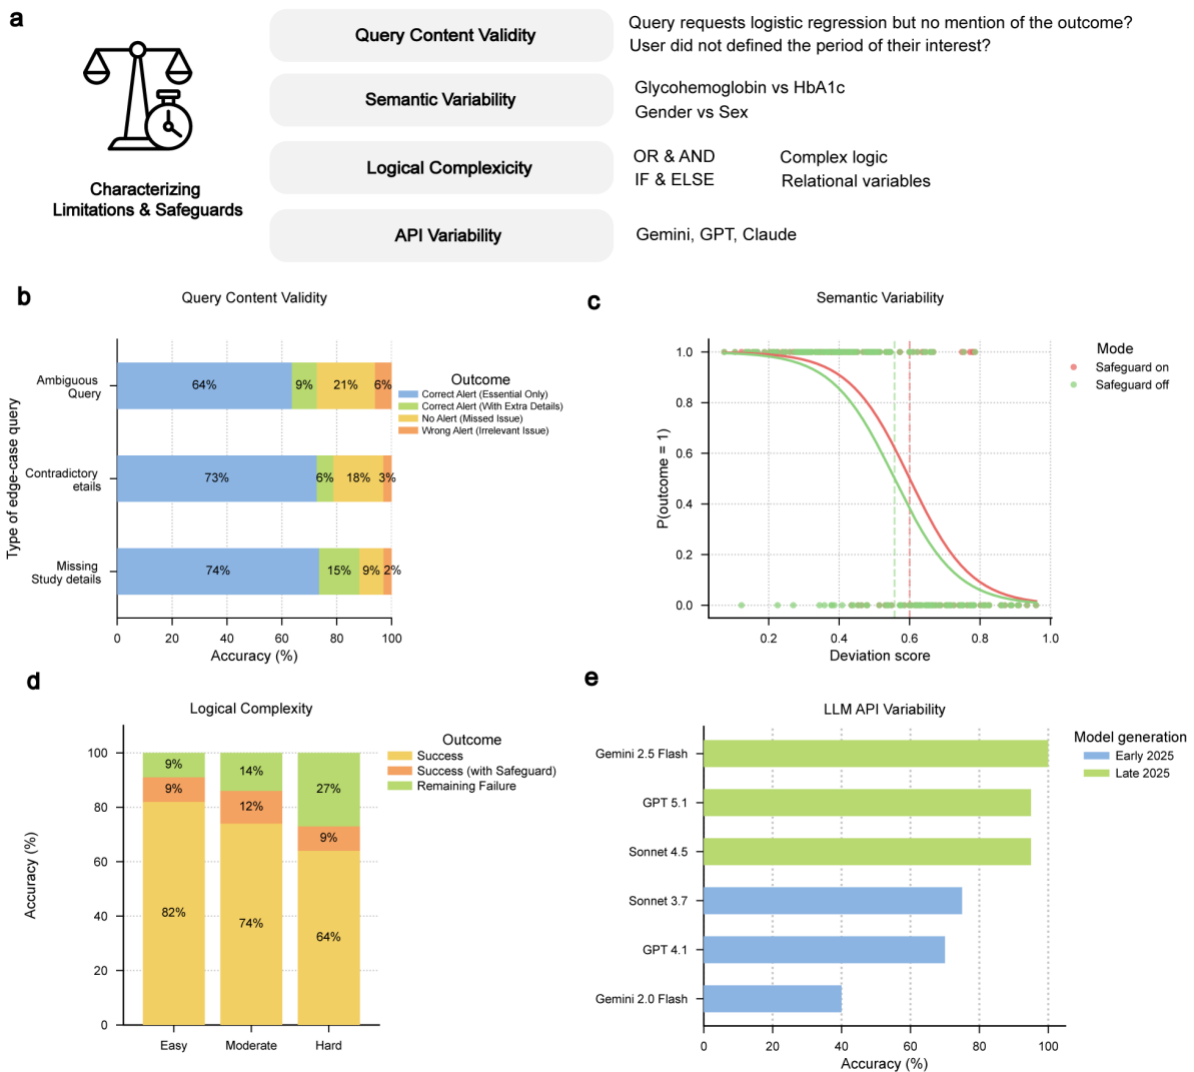 a
Query Content Validity
Query requests logistic regression but no mention of the outcome?
User did not defined the period of their interest?
Semantic Variability
Glycohemoglobin vs HbA1c
Gender vs Sex
Logical Complexicity
OR & AND
Complex logic
IF & ELSE
Relational variables
API Variability
Gemini, GPT, Claude
Characterizing
Limitations & Safeguards
b
Query Content Validity
Type of edge-case query
Ambiguous
Query
64%
9%
21%
6%
Contradictory
etails
73%
6%
18%
3%
Missing
Study details
74%
15%
9%
2%
0
20
40
60
80
100
Accuracy (%)
Outcome
Correct Alert (Essential Only)
Correct Alert (With Extra Details)
No Alert (Missed Issue)
Wrong Alert (Irrelevant Issue)
c
Semantic Variability
P(outcome = 1)
1.0
0.8
0.6
0.4
0.2
0.0
0.2
0.4
0.6
0.8
1.0
Deviation score
Mode
Safeguard on
Safeguard off
d
Logical Complexity
Accuracy (%)
100
80
60
40
20
0
9%
9%
82%
14%
12%
74%
27%
9%
64%
Easy
Moderate
Hard
Outcome
Success
Success (with Safeguard)
Remaining Failure
e
LLM API Variability
Gemini 2.5 Flash
GPT 5.1
Sonnet 4.5
Sonnet 3.7
GPT 4.1
Gemini 2.0 Flash
0
20
40
60
80
100
Accuracy (%)
Model generation
Early 2025
Late 2025